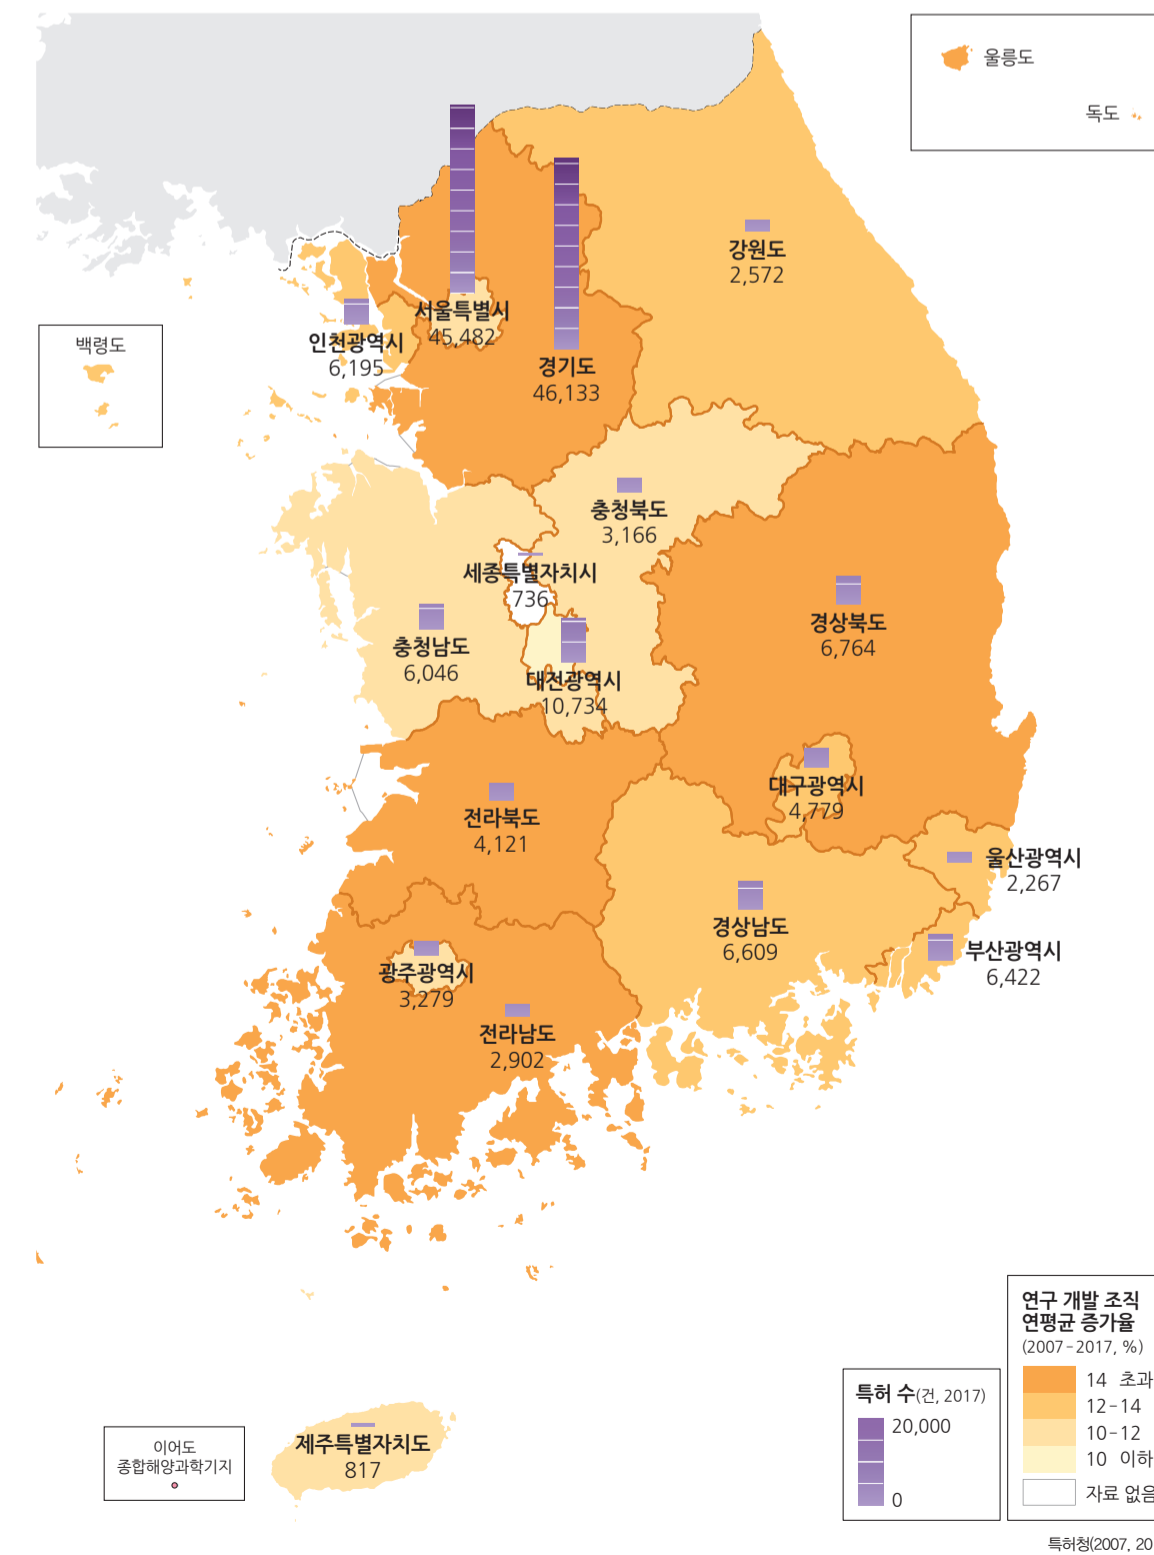 울릉도
독도
강원도
2,572
서울특별시
45,482
인천광역시
6,195
경기도
46,133
백령도
충청북도
3,166
세종특별자치시
736
충청남도
6,046
대전광역시
10,734
경상북도
6,764
대구광역시
4,779
전라북도
4,121
울산광역시
2,267
경상남도
6,609
부산광역시
6,422
광주광역시
3,279
전라남도
2,902
제주특별자치도
817
이어도
종합해양과학기지
특허 수(건, 2017)
20,000
0
연구 개발 조직
연평균 증가율
(2007-2017, %)
14 초과
12-14
10-12
10 이하
자료 없음
특허청(2007, 20